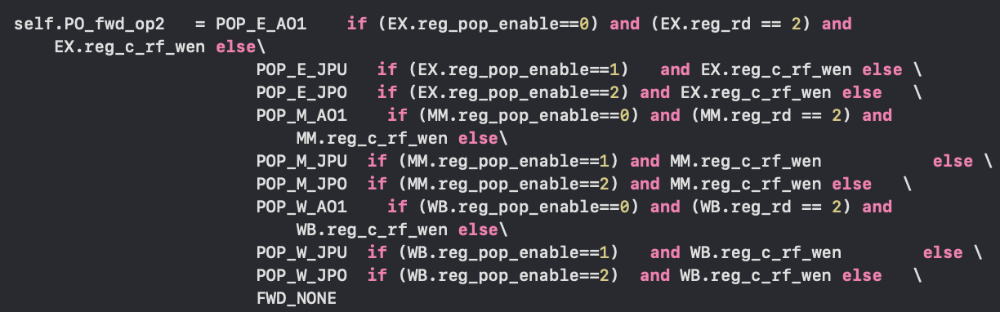 self.PO_fwd_op2   = POP_E_AO1    if (EX.reg_pop_enable==0) and (EX.reg_rd == 2) and
    EX.reg_c_rf_wen else\
                        POP_E_JPU   if (EX.reg_pop_enable==1)   and EX.reg_c_rf_wen else \
                        POP_E_JPO   if (EX.reg_pop_enable==2) and EX.reg_c_rf_wen else   \
                        POP_M_AO1    if (MM.reg_pop_enable==0) and (MM.reg_rd == 2) and
                            MM.reg_c_rf_wen else\
                        POP_M_JPU  if (MM.reg_pop_enable==1) and MM.reg_c_rf_wen           else \
                        POP_M_JPO  if (MM.reg_pop_enable==2) and MM.reg_c_rf_wen else   \
                        POP_W_AO1    if (WB.reg_pop_enable==0) and (WB.reg_rd == 2) and
                            WB.reg_c_rf_wen else\
                        POP_W_JPU  if (WB.reg_pop_enable==1)   and WB.reg_c_rf_wen        else \
                        POP_W_JPO  if (WB.reg_pop_enable==2)  and WB.reg_c_rf_wen else   \
                        FWD_NONE